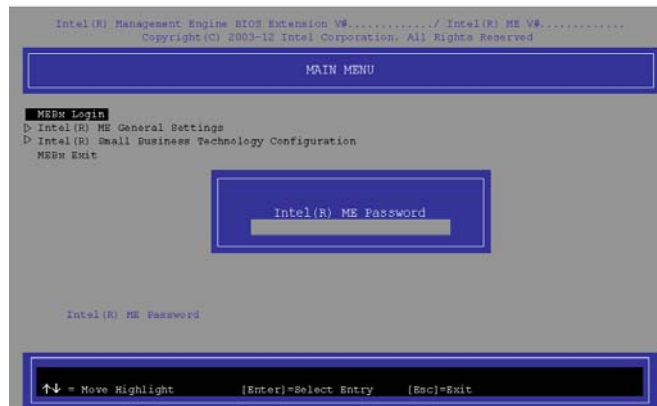 Intel(R) Management Engine BIOS Extension V#............./ Intel(R) ME V#.............
Copyright(C) 2003-12 Intel Corporation. All Rights Reserved
MAIN MENU
MEBx Login
▷ Intel(R) ME General Settings
▷ Intel(R) Small Business Technology Configuration
MEBx Exit
Intel(R) ME Password
Intel(R) ME Password
↑↓ = Move Highlight [Enter]=Select Entry [Esc]=Exit